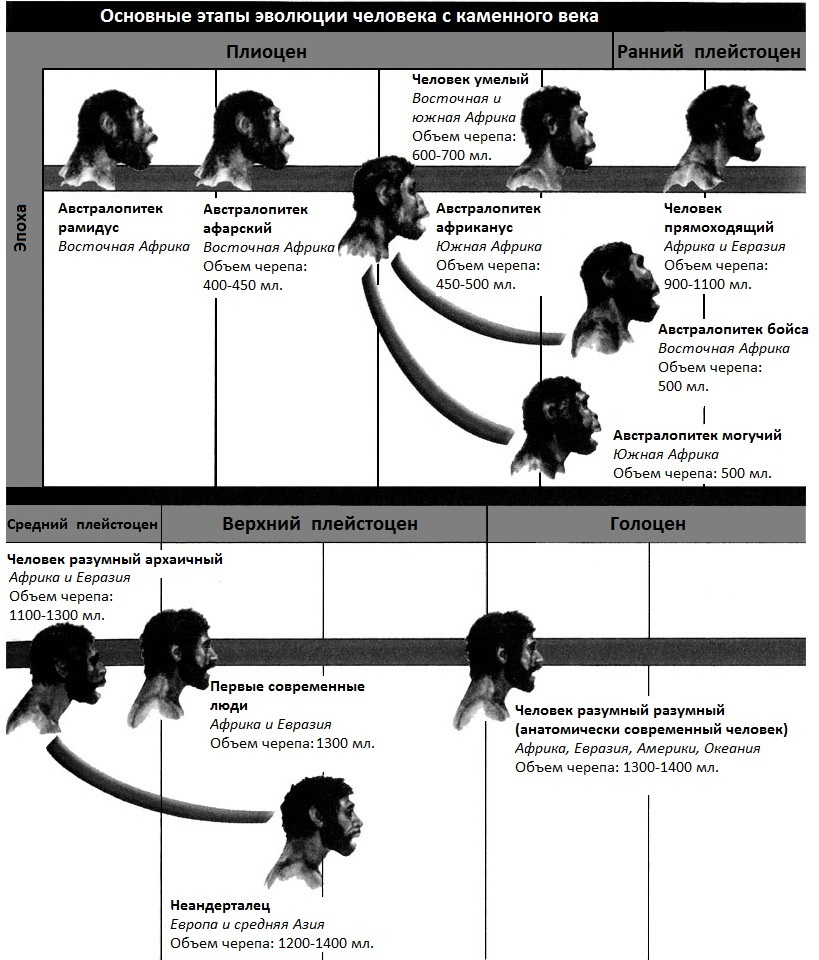 Основные этапы эволюции человека с каменного века
Плиоцен
Ранний плейстоцен
Эпоха
Человек умелый
Восточная и
южная Африка
Объем черепа:
600-700 мл.
Австралопитек
рамидус
Восточная Африка
Австралопитек
афарский
Восточная Африка
Объем черепа:
400-450 мл.
Австралопитек
африканус
Южная Африка
Объем черепа:
450-500 мл.
Человек
прямоходящий
Африка и Евразия
Объем черепа:
900-1100 мл.
Австралопитек бойса
Восточная Африка
Объем черепа:
500 мл.
Австралопитек могучий
Южная Африка
Объем черепа: 500 мл.
Средний плейстоцен
Верхний плейстоцен
Голоцен
Человек разумный архаичный
Африка и Евразия
Объем черепа:
1100-1300 мл.
Первые современные
люди
Африка и Евразия
Объем черепа: 1300 мл.
Человек разумный разумный
(анатомически современный человек)
Африка, Евразия, Америки, Океания
Объем черепа: 1300-1400 мл.
Неандерталец
Европа и средняя Азия
Объем черепа: 1200-1400 мл.